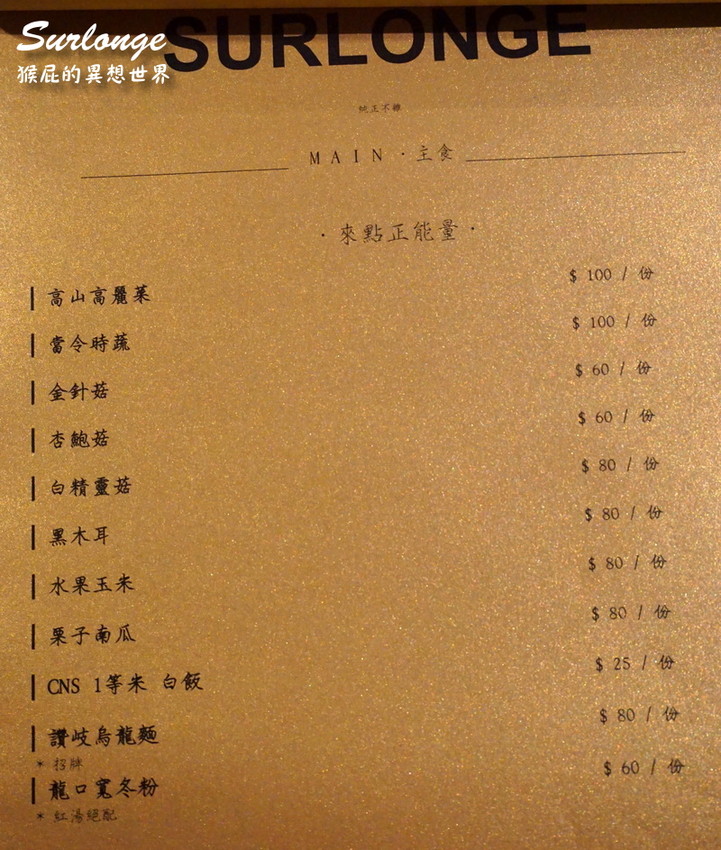 Surlonge
猴屁的異想世界
SURLONGE
純正不雜
MAIN · 主食
· 來點正能量 ·
高山高麗菜 $ 100 / 份
當令時蔬 $ 100 / 份
金針菇 $ 60 / 份
杏鮑菇 $ 60 / 份
白精靈菇 $ 80 / 份
黑木耳 $ 80 / 份
水果玉米 $ 80 / 份
栗子南瓜 $ 80 / 份
CNS 1等米 白飯 $ 25 / 份
讚岐烏龍麵 $ 80 / 份
* 招牌
龍口寬冬粉 $ 60 / 份
* 紅湯絕配